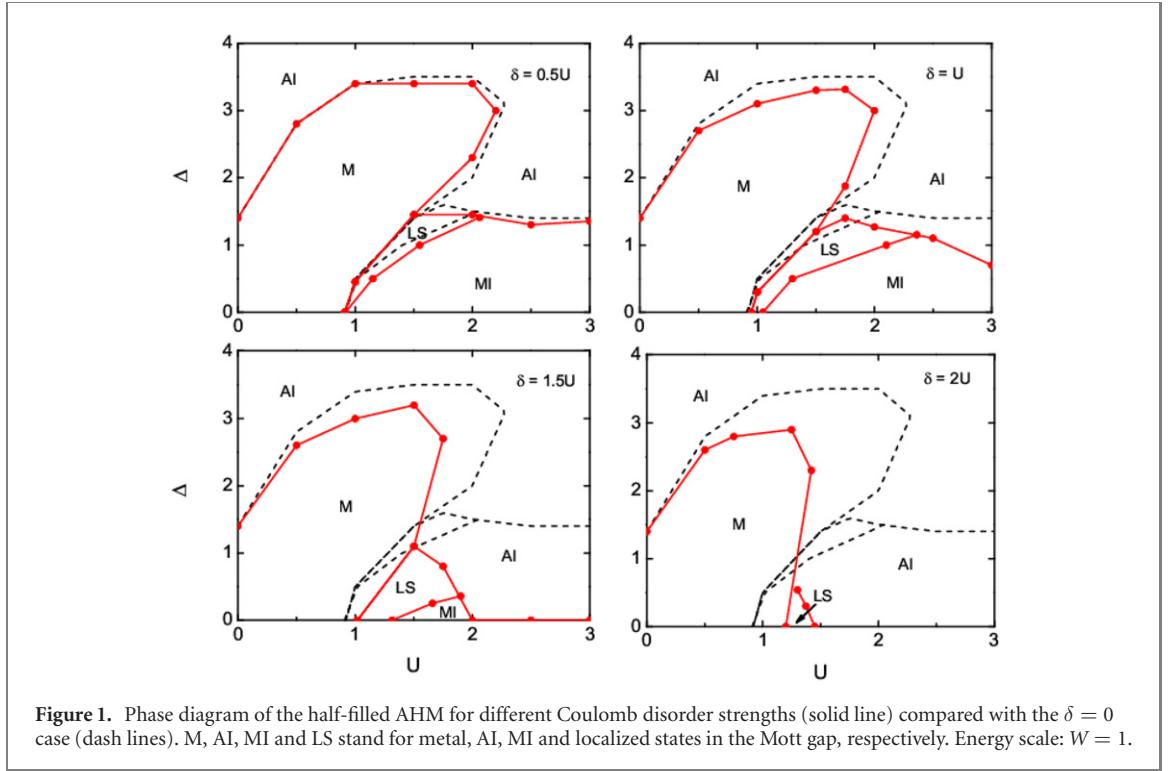 4
3
2
1
0
Δ
AI
δ = 0.5U
M
AI
LS
MI
0
1
2
3
4
3
2
1
0
AI
δ = U
M
AI
LS
MI
0
1
2
3
4
3
2
1
0
Δ
AI
δ = 1.5U
M
AI
LS
MI
0
1
2
3
U
4
3
2
1
0
AI
δ = 2U
M
AI
LS
0
1
2
3
U
Figure 1. Phase diagram of the half-filled AHM for different Coulomb disorder strengths (solid line) compared with the δ = 0
case (dash lines). M, AI, MI and LS stand for metal, AI, MI and localized states in the Mott gap, respectively. Energy scale: W = 1.